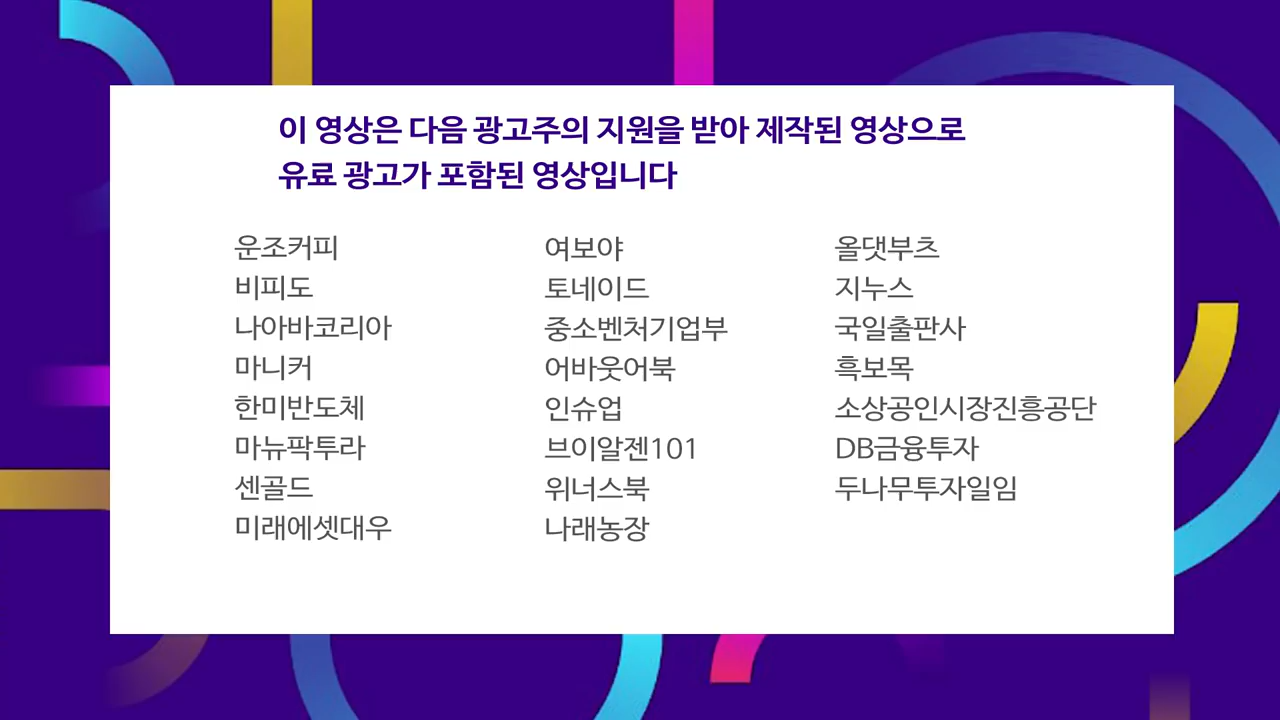 이 영상은 다음 광고주의 지원을 받아 제작된 영상으로
유료 광고가 포함된 영상입니다
운조커피
비피도
나아바코리아
마니커
한미반도체
마뉴팍투라
센골드
미래에셋대우
여보야
토네이드
중소벤처기업부
어바웃어북
인슈업
브이알젠101
위너스북
나래농장
올댓부츠
지누스
국일출판사
흑보목
소상공인시장진흥공단
DB금융투자
두나무투자일임